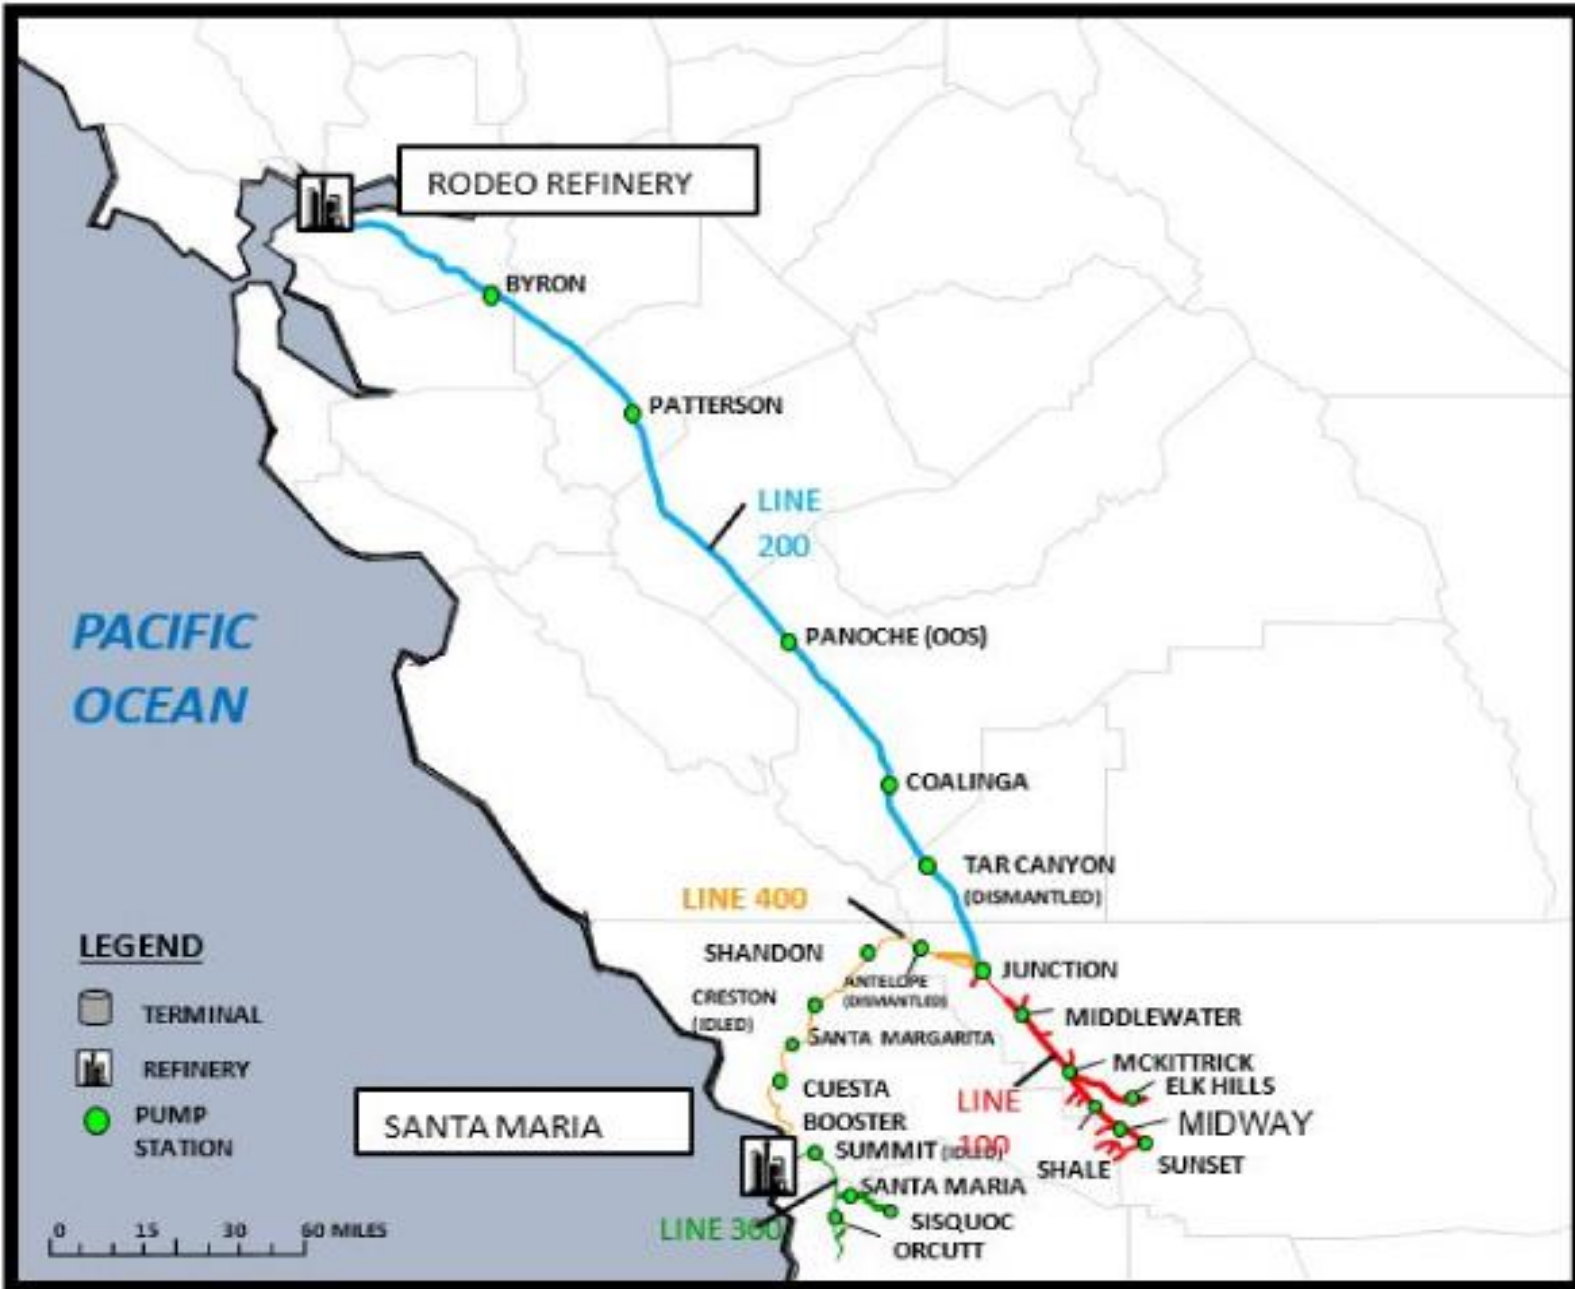 RODEO REFINERY
BYRON
PATTERSON
LINE
200
PACIFIC
OCEAN
PANOCHE (OOS)
COALINGA
TAR CANYON
(DISMANTLED)
LINE 400
SHANDON
ANTELOPE
(DISMANTLED)
JUNCTION
CRESTON
(IDLED)
MIDDLEWATER
SANTA MARGARITA
MCKITTRICK
ELK HILLS
CUESTA
BOOSTER
LINE
100
MIDWAY
SANTA MARIA
SUMMIT (IDLED)
SHALE
SUNSET
SANTA MARIA
SISQUOC
LINE 300
ORCUTT
LEGEND
TERMINAL
REFINERY
PUMP
STATION
0 15 30 60 MILES